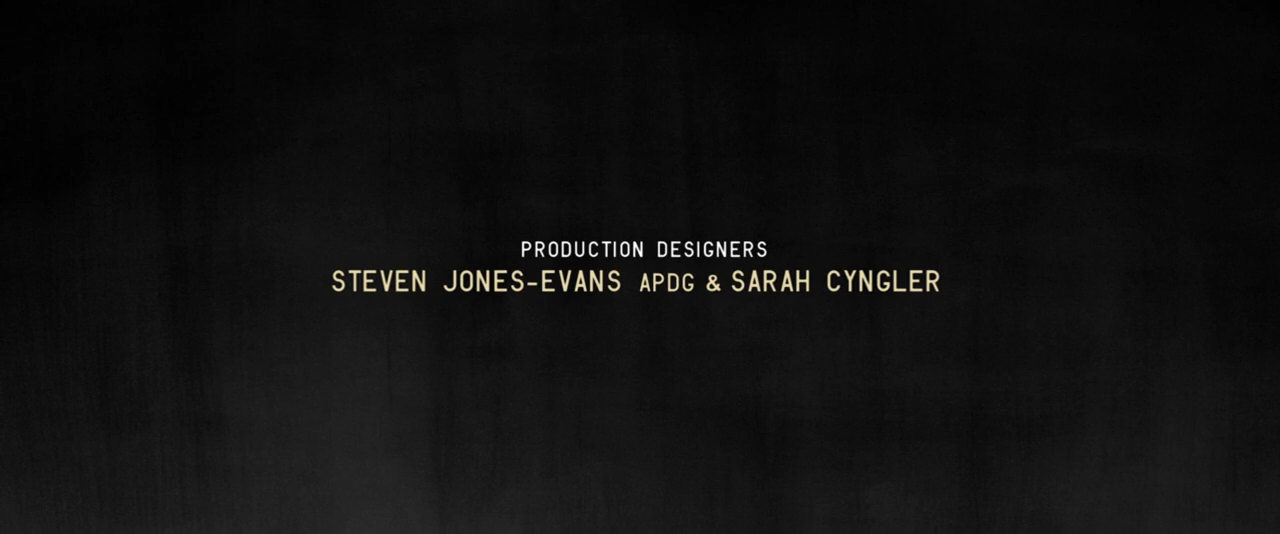 PRODUCTION DESIGNERS
STEVEN JONES-EVANS APDG & SARAH CYNGLER